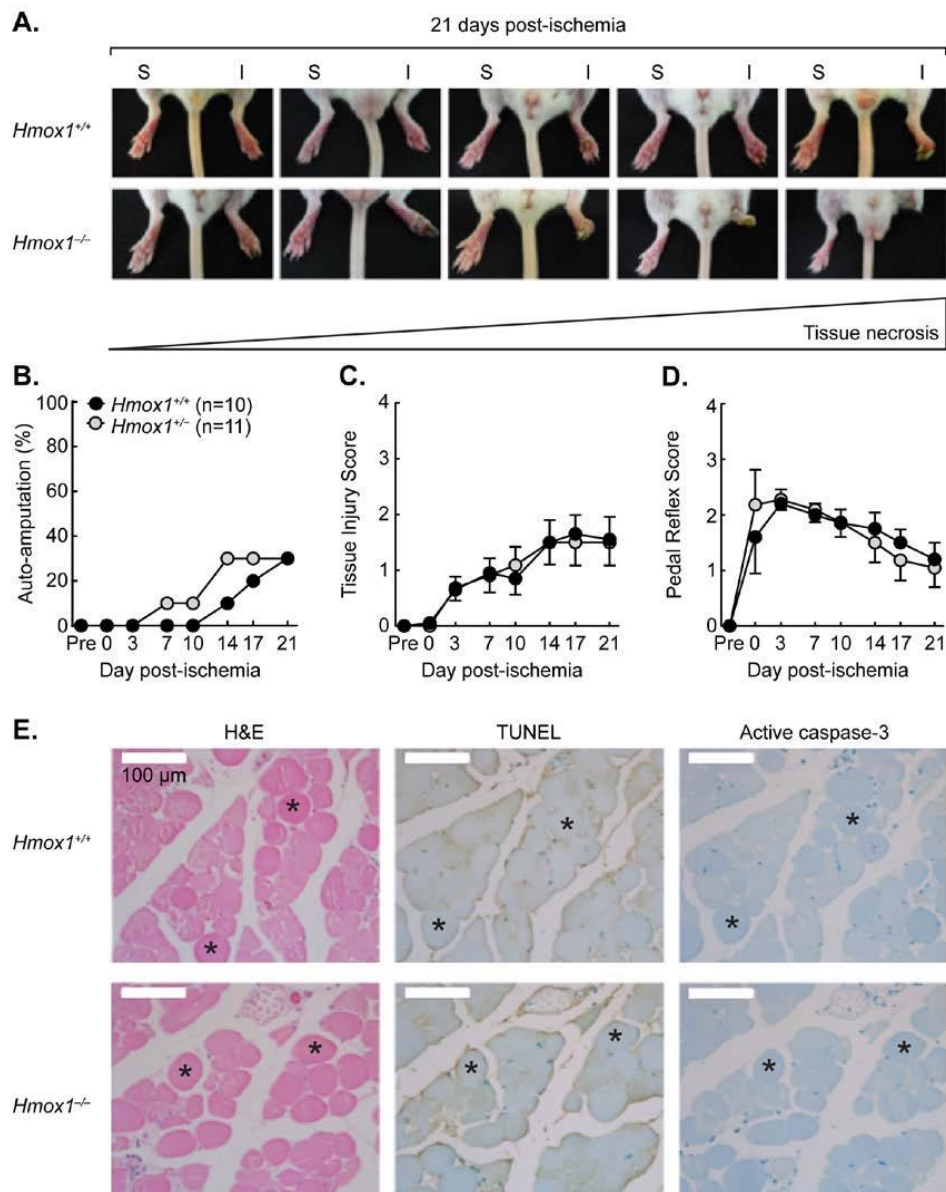 A.
21 days post-ischemia
S I S I S I S I S I
Hmox1+/+
Hmox1–/–
Tissue necrosis
B. C. D.
100
80
60
40
20
0
Auto-amputation (%)
Hmox1+/+ (n=10)
Hmox1+/– (n=11)
Pre 0 3 7 10 14 17 21
Day post-ischemia
4
3
2
1
0
Tissue Injury Score
Pre 0 3 7 10 14 17 21
Day post-ischemia
4
3
2
1
0
Pedal Reflex Score
Pre 0 3 7 10 14 17 21
Day post-ischemia
E.
H&E TUNEL Active caspase-3
100 µm
Hmox1+/+
* * * * * *
Hmox1–/–
* * * * * *